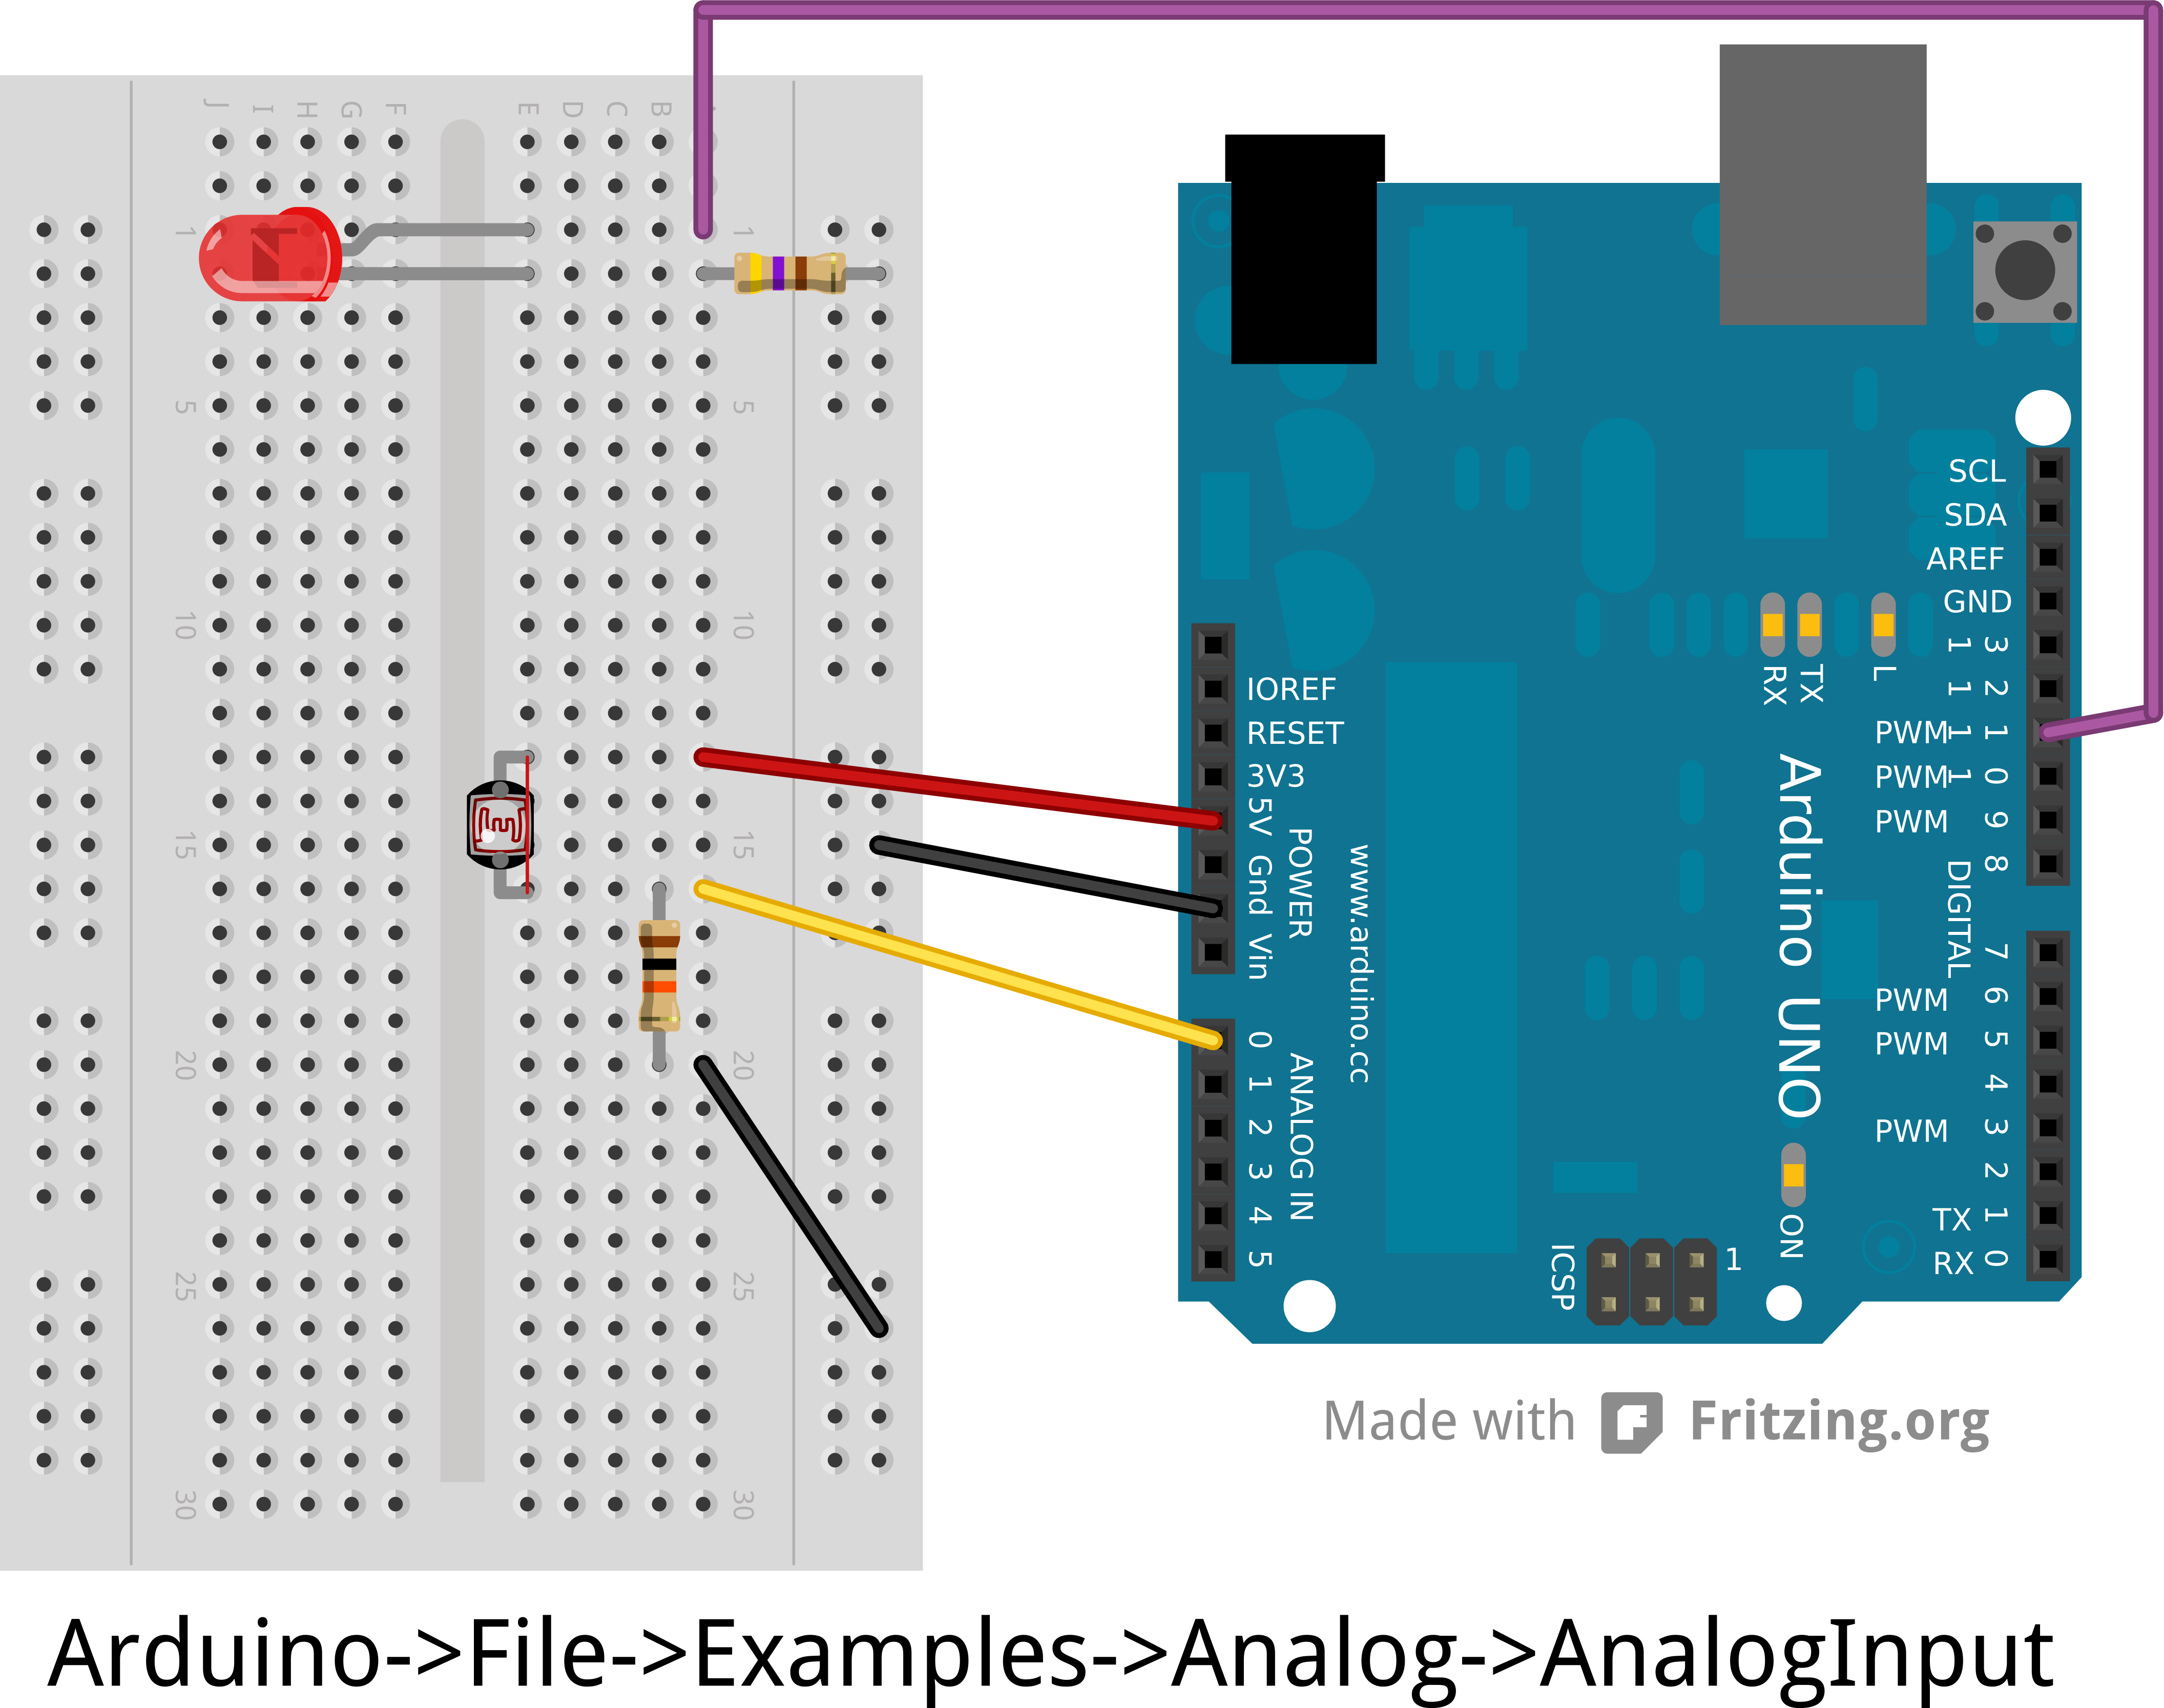 J I H G F E D C B
1 1
5 5
10 10
15 15
20 20
25 25
30 30
SCL
SDA
AREF
GND
13
12
PWM 11
PWM 10
PWM 9
8
DIGITAL
7
PWM 6
PWM 5
4
PWM 3
2
TX 1
RX 0
RX TX L
IOREF
RESET
3V3
5V
Gnd
Vin
POWER
www.arduino.cc
Arduino UNO
0
1
2
3
4
5
ANALOG IN
ON
ICSP
1
Made with Fritzing.org
Arduino->File->Examples->Analog->AnalogInput